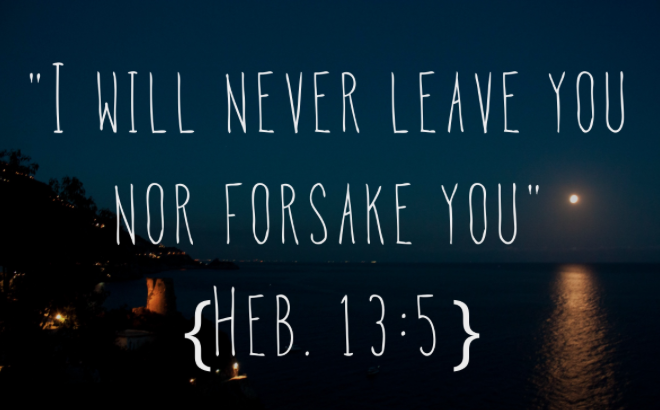 "I WILL NEVER LEAVE YOU
NOR FORSAKE YOU"
{HEB. 13:5}